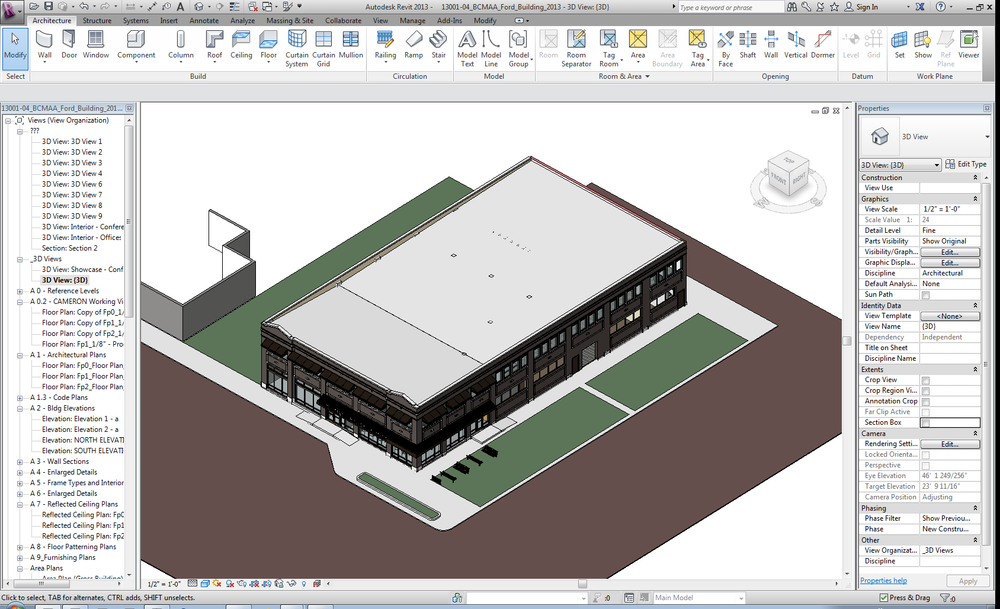 Autodesk Revit 2013 - 13001-04_BCMAA_Ford_Building_2013 - 3D View: {3D}
Type a keyword or phrase
Sign In
Architecture Structure Systems Insert Annotate Analyze Massing & Site Collaborate View Manage Add-Ins Modify
Modify Wall Door Window Component Column Roof Ceiling Floor Curtain System Curtain Grid Mullion Railing Ramp Stair Model Text Model Line Model Group Room Room Separator Tag Room Area Area Boundary Tag Area By Face Shaft Wall Vertical Dormer Level Grid Set Show Ref Plane Viewer
Select Build Circulation Model Room & Area Opening Datum Work Plane
13001-04_BCMAA_Ford_Building_201...
Views (View Organization)
???
3D View: 3D View 1
3D View: 3D View 2
3D View: 3D View 3
3D View: 3D View 4
3D View: 3D View 6
3D View: 3D View 7
3D View: 3D View 8
3D View: 3D View 9
3D View: Interior - Confere
3D View: Interior - Offices
Section: Section 2
_3D Views
3D View: Showcase - Conf
3D View: {3D}
A 0 - Reference Levels
A 0.2 - CAMERON Working Vi
Floor Plan: Copy of Fp0_1/
Floor Plan: Copy of Fp1_1/
Floor Plan: Copy of Fp2_1/
Floor Plan: Fp1_1/8" - Pro
A 1 - Architectural Plans
Floor Plan: Fp0_Floor Plan
Floor Plan: Fp1_Floor Plan
Floor Plan: Fp2_Floor Plan
A 1.3 - Code Plans
A 2 - Bldg Elevations
Elevation: Elevation 1 - a
Elevation: Elevation 2 - a
Elevation: NORTH ELEVATI
Elevation: SOUTH ELEVATI
A 3 - Wall Sections
A 4 - Enlarged Details
A 5 - Frame Types and Interior
A 6 - Enlarged Details
A 7 - Reflected Ceiling Plans
Reflected Ceiling Plan: Fp0
Reflected Ceiling Plan: Fp1
Reflected Ceiling Plan: Fp2
A 8 - Floor Patterning Plans
A 9_Furnishing Plans
Area Plans
Area Plan (Gross Building)
TOP
FRONT
RIGHT
Properties
3D View
3D View: {3D} Edit Type
Construction
View Use
Graphics
View Scale 1/2" = 1'-0"
Scale Value 1: 24
Detail Level Fine
Parts Visibility Show Original
Visibility/Graph... Edit...
Graphic Displa... Edit...
Discipline Architectural
Default Analysi... None
Sun Path
Identity Data
View Template <None>
View Name {3D}
Dependency Independent
Title on Sheet
Discipline Name
Extents
Crop View
Crop Region Vi...
Annotation Crop
Far Clip Active
Section Box
Camera
Rendering Setti... Edit...
Locked Orienta...
Perspective
Eye Elevation 46' 1 249/256"
Target Elevation 23' 9 11/16"
Camera Position Adjusting
Phasing
Phase Filter Show Previou...
Phase New Constru...
Other
View Organizat... _3D Views
Discipline
Properties help Apply
1/2" = 1'-0"
Click to select, TAB for alternates, CTRL adds, SHIFT unselects.
:0
Main Model
Press & Drag
:0